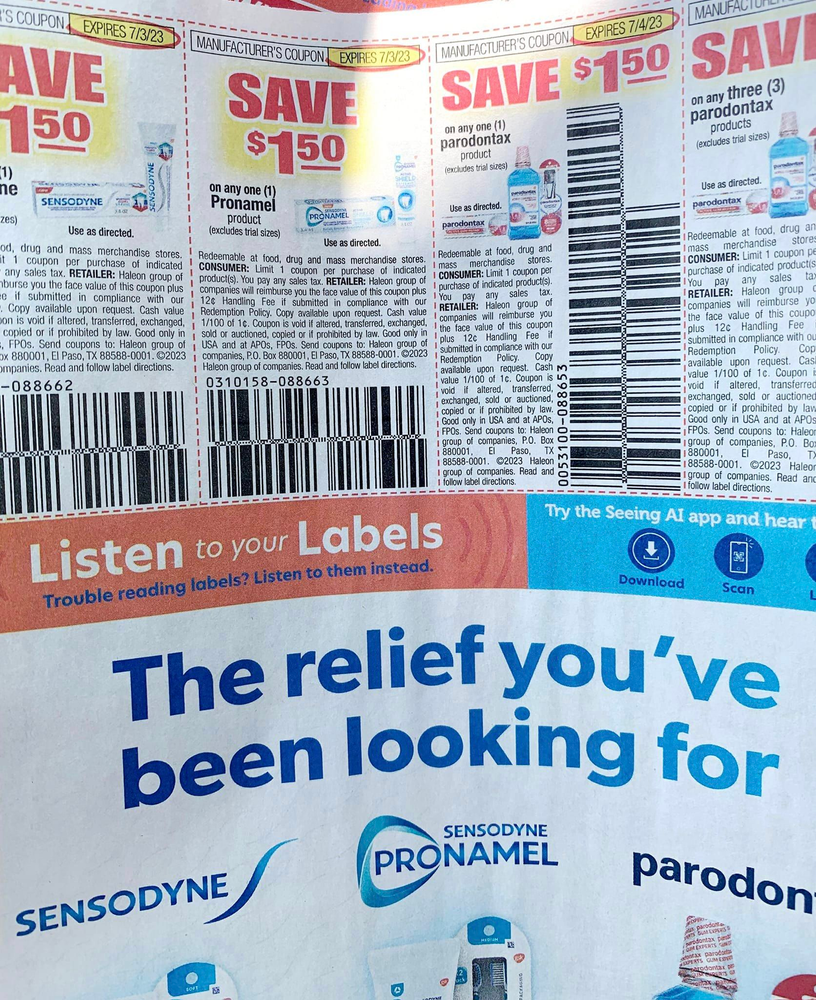 'S COUPON EXPIRES 7/3/23
AVE
150
(1)
ne
zes)
SENSODYNE
SENSODYNE
Use as directed.
od, drug and mass merchandise stores.
it 1 coupon per purchase of indicated
any sales tax. RETAILER: Haleon group of
nburse you the face value of this coupon plus
e if submitted in compliance with our
. Copy available upon request. Cash value
on is void if altered, transferred, exchanged,
copied or if prohibited by law. Good only in
, FPOs. Send coupons to: Haleon group of
ox 880001, El Paso, TX 88588-0001. ©2023
ompanies. Read and follow label directions.
-088662
MANUFACTURER'S COUPON EXPIRES 7/3/23
SAVE
$150
on any one (1)
Pronamel
product
(excludes trial sizes)
PRONAMEL
Use as directed.
Redeemable at food, drug and mass merchandise stores.
CONSUMER: Limit 1 coupon per purchase of indicated
product(s). You pay any sales tax. RETAILER: Haleon group of
companies will reimburse you the face value of this coupon plus
12¢ Handling Fee if submitted in compliance with our
Redemption Policy. Copy available upon request. Cash value
1/100 of 1¢. Coupon is void if altered, transferred, exchanged,
sold or auctioned, copied or if prohibited by law. Good only in
USA and at APOs, FPOs. Send coupons to: Haleon group of
companies, P.O. Box 880001, El Paso, TX 88588-0001. ©2023
Haleon group of companies. Read and follow label directions.
0310158-088663
MANUFACTURER'S COUPON EXPIRES 7/4/23
SAVE $150
on any one (1)
parodontax
product
(excludes trial sizes)
Use as directed.
parodontax
parodontax
Redeemable at food, drug and
mass merchandise stores.
CONSUMER: Limit 1 coupon per
purchase of indicated product(s).
You pay any sales tax.
RETAILER: Haleon group of
companies will reimburse you
the face value of this coupon
plus 12¢ Handling Fee if
submitted in compliance with our
Redemption Policy. Copy
available upon request. Cash
value 1/100 of 1¢. Coupon is
void if altered, transferred,
exchanged, sold or auctioned,
copied or if prohibited by law.
Good only in USA and at APOs,
FPOs. Send coupons to: Haleon
group of companies, P.O. Box
880001, El Paso, TX
88588-0001. ©2023 Haleon
group of companies. Read and
follow label directions.
0053100-088653
MANUFACTURE
SAVE
on any three (3)
parodontax
products
(excludes trial sizes)
Use as directed.
parodontax
parodontax
Redeemable at food, drug an
mass merchandise stores
CONSUMER: Limit 1 coupon pe
purchase of indicated product(s
You pay any sales tax
RETAILER: Haleon group o
companies will reimburse yo
the face value of this coupon
plus 12¢ Handling Fee
submitted in compliance with ou
Redemption Policy. Cop
available upon request. Cas
value 1/100 of 1¢. Coupon i
void if altered, transferred
exchanged, sold or auctioned
copied or if prohibited by law
Good only in USA and at APOs
FPOs. Send coupons to: Haleo
group of companies, P.O. Bo
880001, El Paso, TX
88588-0001. ©2023 Haleo
group of companies. Read and
follow label directions.
Listen to your Labels
Trouble reading labels? Listen to them instead.
Try the Seeing AI app and hear t
Download
Scan
L
The relief you've
been looking for
SENSODYNE
SENSODYNE
PRONAMEL
parodon
SOFT
MEDIUM